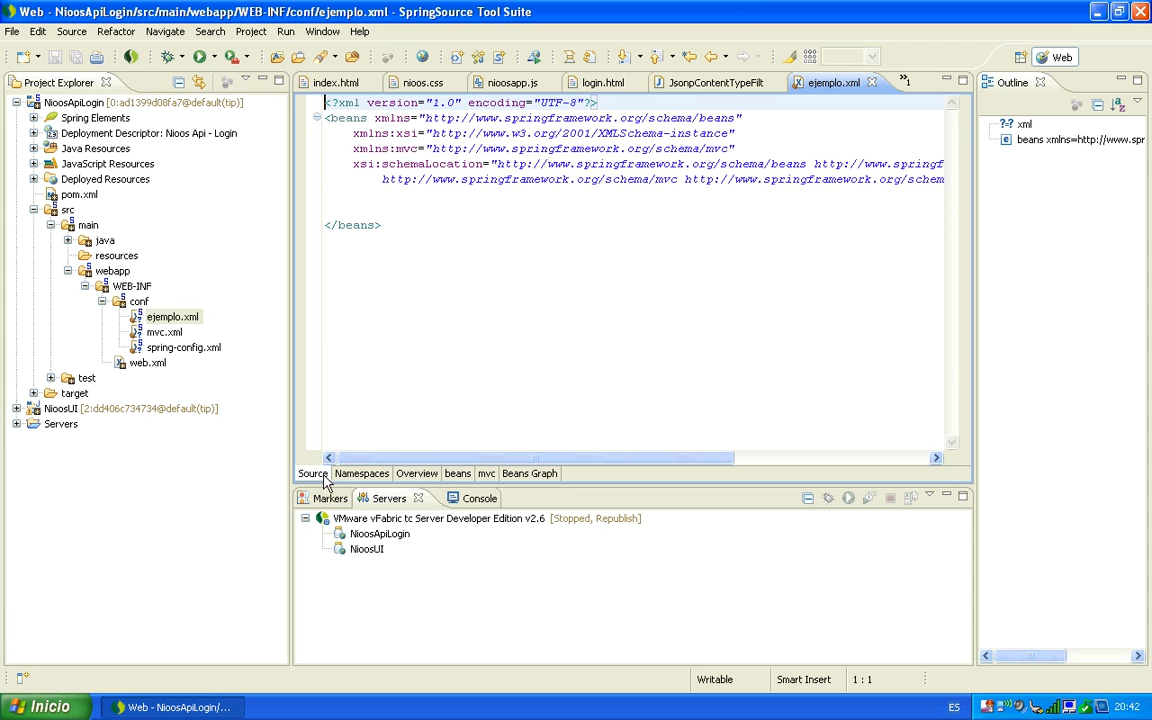 Web - NioosApiLogin/src/main/webapp/WEB-INF/conf/ejemplo.xml - SpringSource Tool Suite
File Edit Source Refactor Navigate Search Project Run Window Help
Web
Project Explorer
index.html nioos.css nioosapp.js login.html JsonpContentTypeFilt ejemplo.xml »1
Outline
NioosApiLogin [0:ad1399d08fa7@default(tip)]
Spring Elements
Deployment Descriptor: Nioos Api - Login
Java Resources
JavaScript Resources
Deployed Resources
pom.xml
src
main
java
resources
webapp
WEB-INF
conf
ejemplo.xml
mvc.xml
spring-config.xml
web.xml
test
target
NioosUI [2:dd406c734734@default(tip)]
Servers
<?xml version="1.0" encoding="UTF-8"?>
<beans xmlns="http://www.springframework.org/schema/beans"
xmlns:xsi="http://www.w3.org/2001/XMLSchema-instance"
xmlns:mvc="http://www.springframework.org/schema/mvc"
xsi:schemaLocation="http://www.springframework.org/schema/beans http://www.springf
http://www.springframework.org/schema/mvc http://www.springframework.org/schem
</beans>
Source Namespaces Overview beans mvc Beans Graph
xml
beans xmlns=http://www.spr
Markers Servers Console
VMware vFabric tc Server Developer Edition v2.6 [Stopped, Republish]
NioosApiLogin
NioosUI
Writable Smart Insert 1 : 1
Inicio Web - NioosApiLogin/... ES 20:42